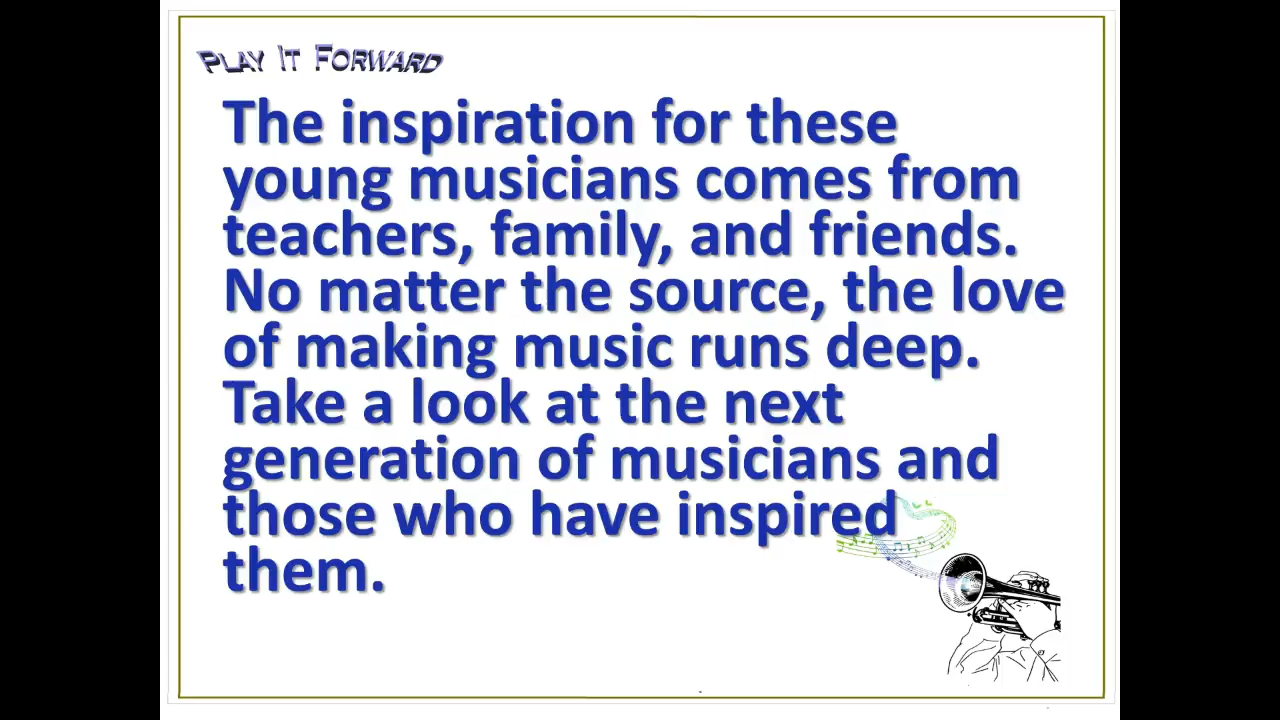 Play It Forward
The inspiration for these
young musicians comes from
teachers, family, and friends.
No matter the source, the love
of making music runs deep.
Take a look at the next
generation of musicians and
those who have inspired
them.